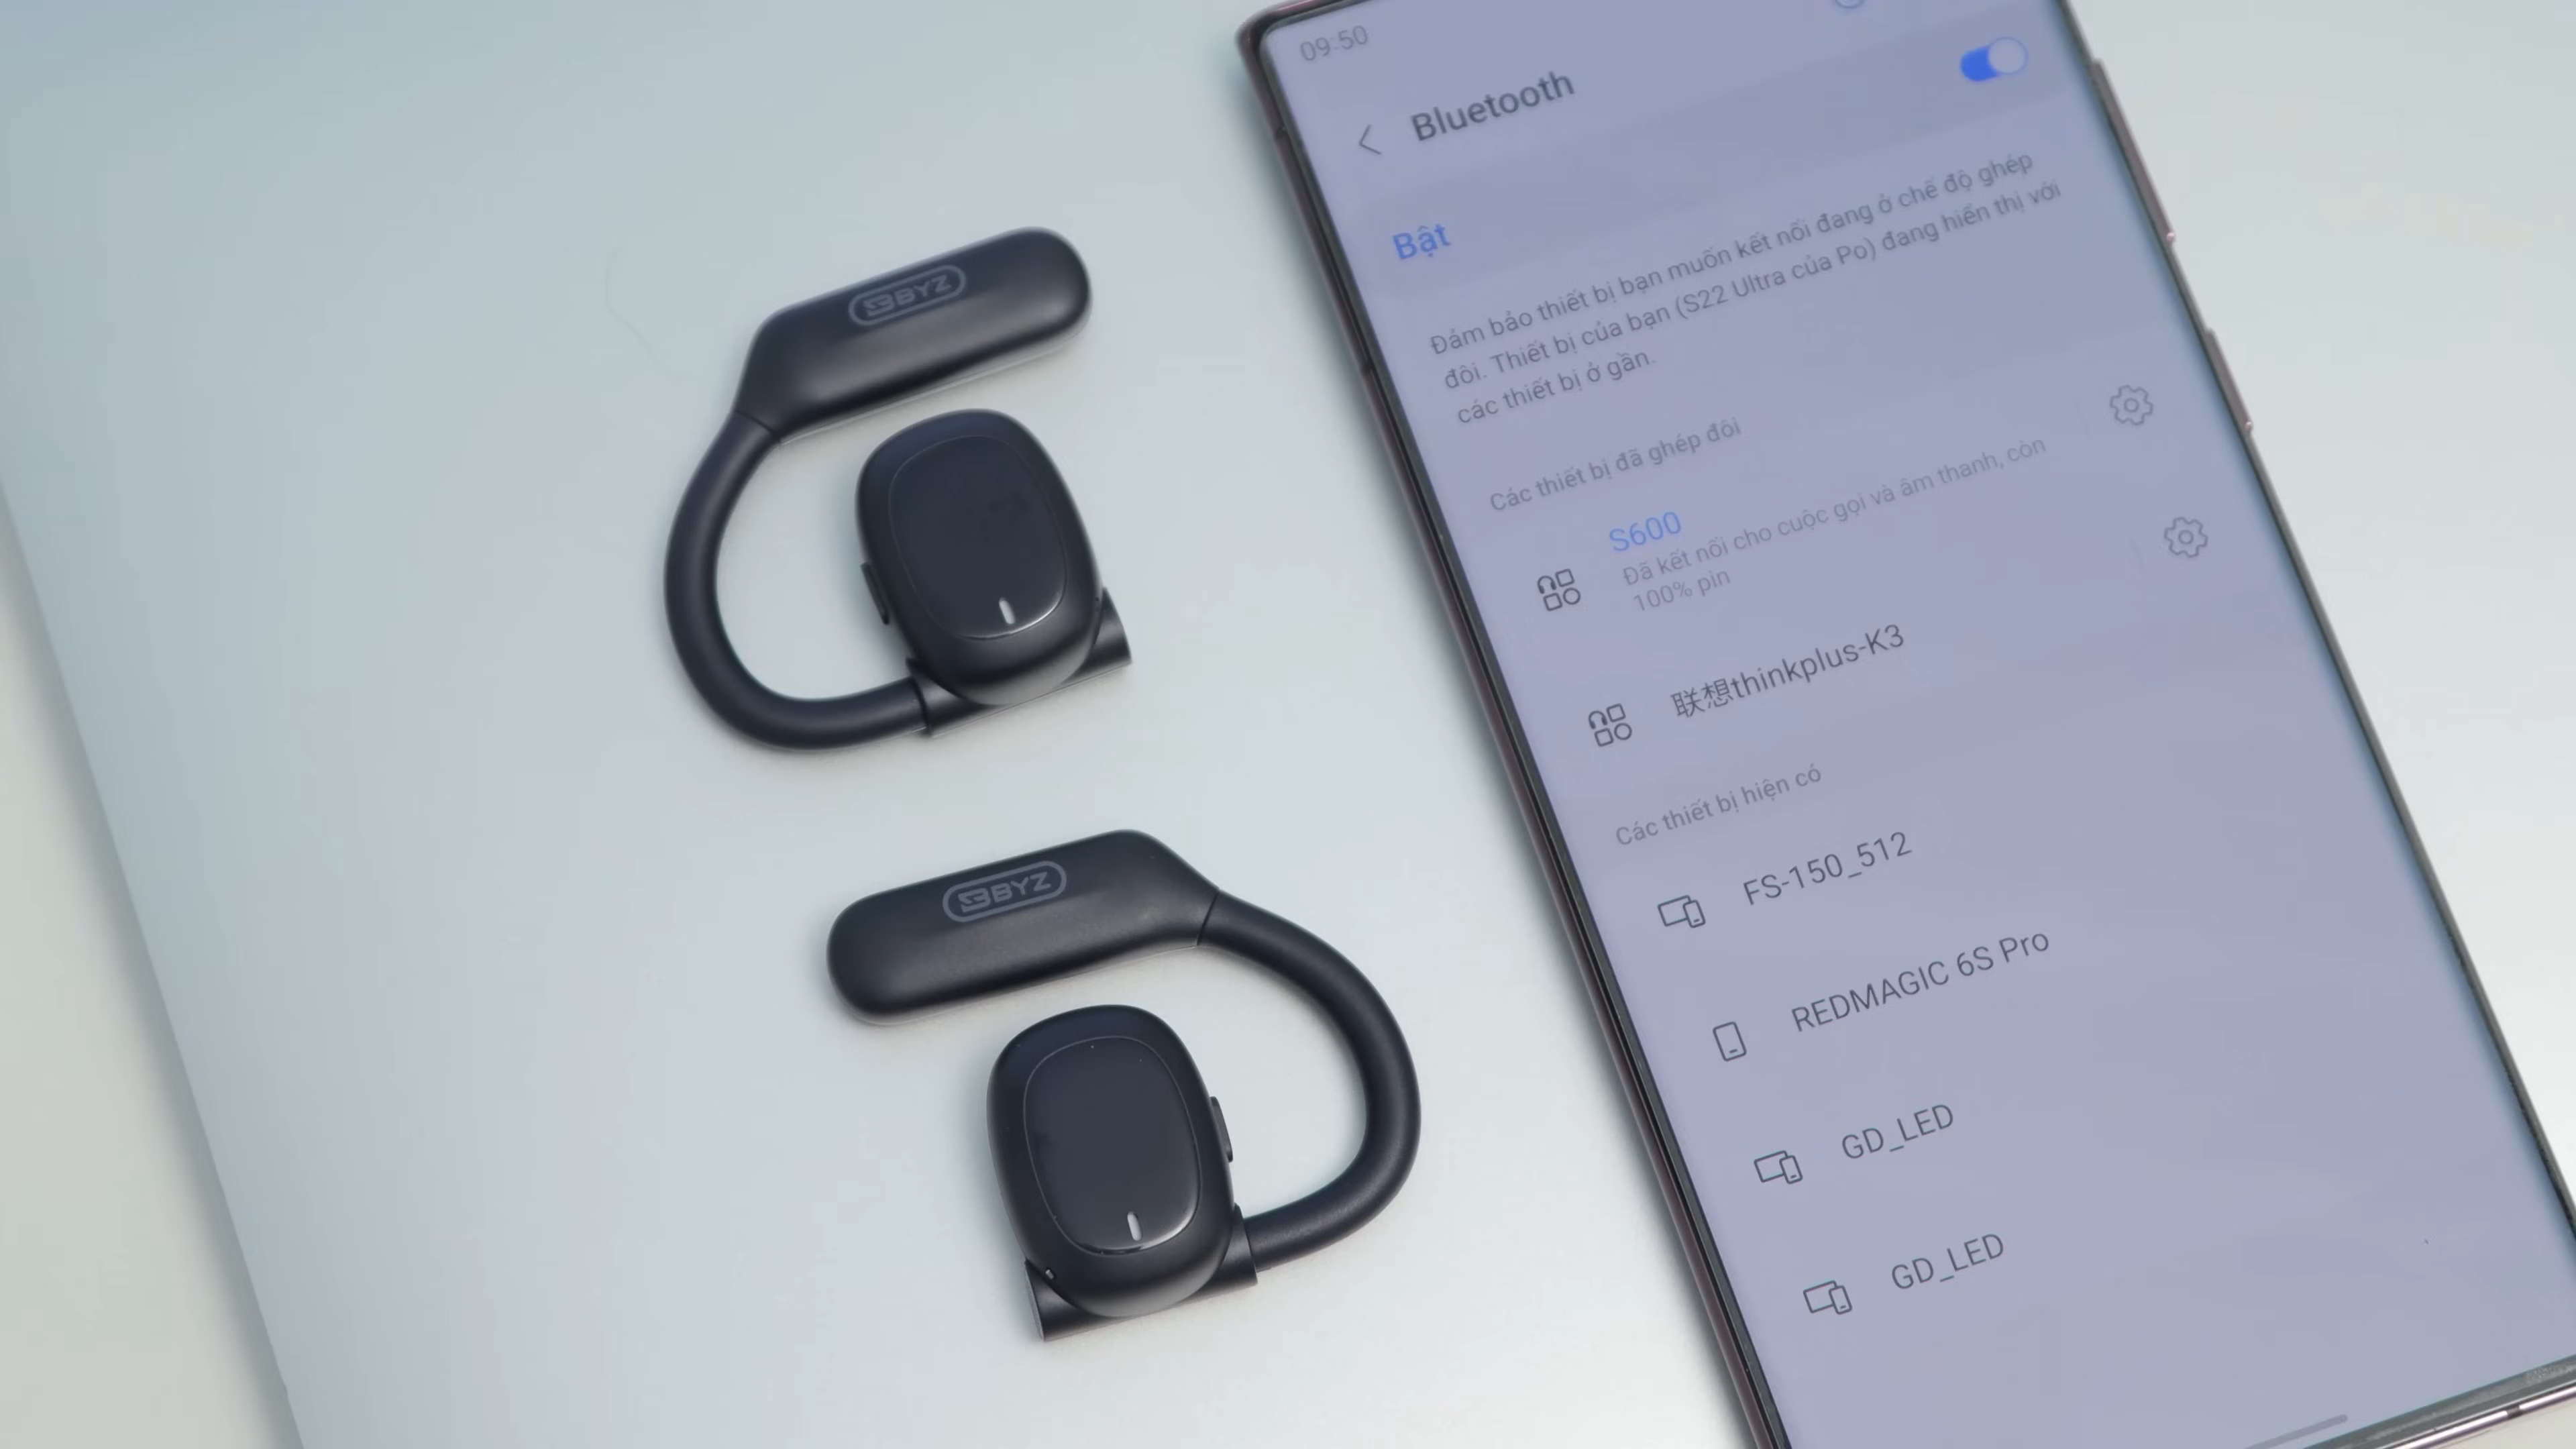 BYZ
BYZ
09:50
Bluetooth
Bật
Đảm bảo thiết bị bạn muốn kết nối đang ở chế độ ghép
đôi. Thiết bị của bạn (S22 Ultra của Po) đang hiển thị với
các thiết bị ở gần.
Các thiết bị đã ghép đôi
S600
Đã kết nối cho cuộc gọi và âm thanh, còn
100% pin
联想thinkplus-K3
Các thiết bị hiện có
FS-150_512
REDMAGIC 6S Pro
GD_LED
GD_LED